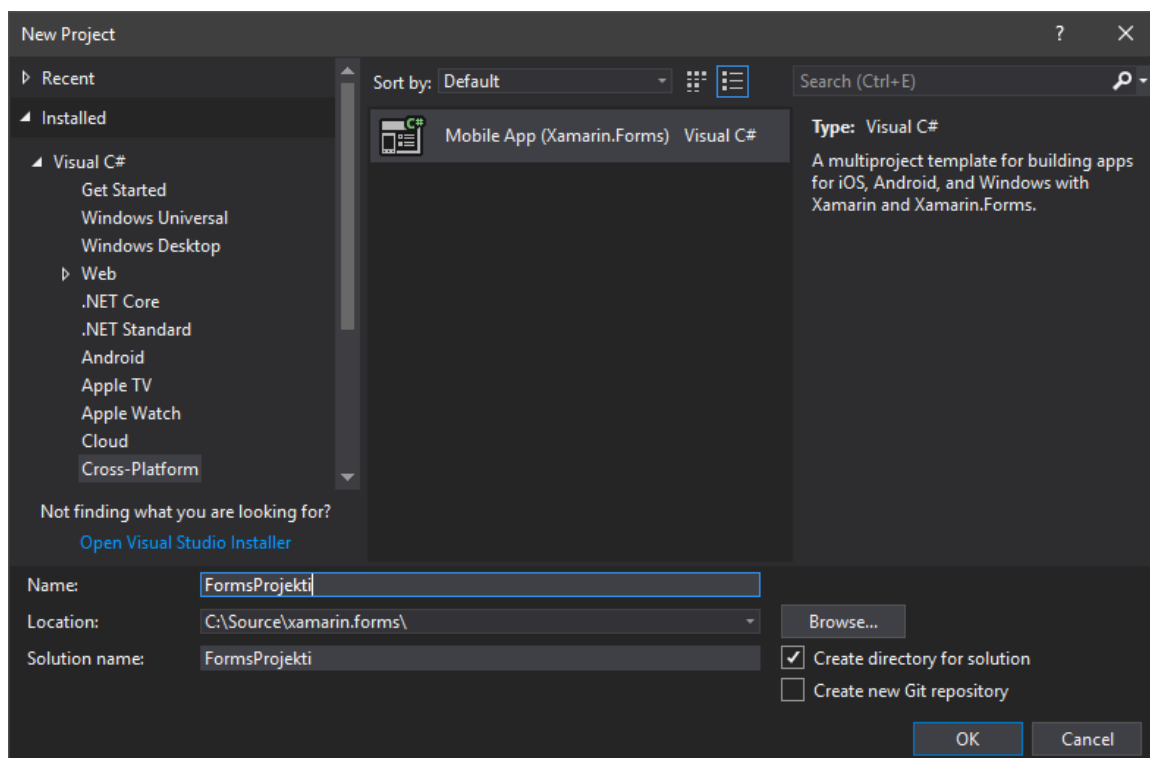 New Project
?
Recent
Installed
Visual C#
Get Started
Windows Universal
Windows Desktop
Web
.NET Core
.NET Standard
Android
Apple TV
Apple Watch
Cloud
Cross-Platform
Not finding what you are looking for?
Open Visual Studio Installer
Sort by: Default
C# Mobile App (Xamarin.Forms) Visual C#
Search (Ctrl+E)
Type: Visual C#
A multiproject template for building apps
for iOS, Android, and Windows with
Xamarin and Xamarin.Forms.
Name: FormsProjekti
Location: C:\Source\xamarin.forms\
Browse...
Solution name: FormsProjekti
Create directory for solution
Create new Git repository
OK Cancel